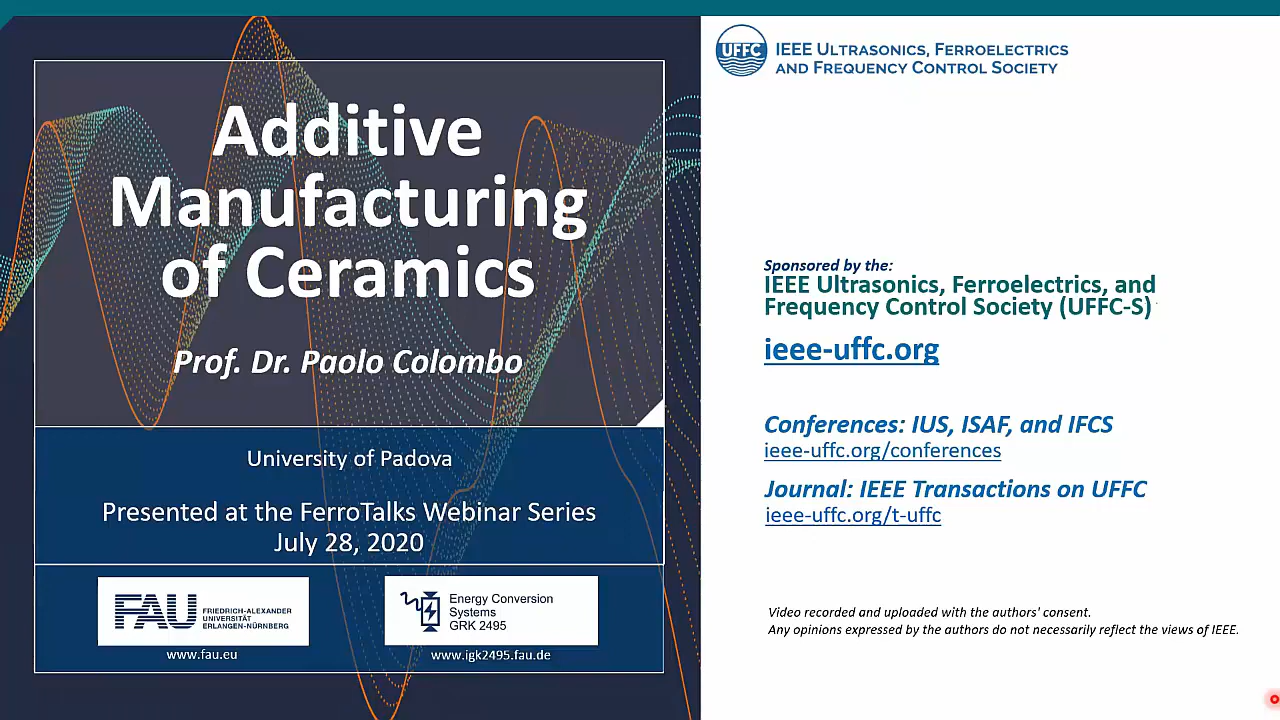 Additive
Manufacturing
of Ceramics
Prof. Dr. Paolo Colombo
University of Padova
Presented at the FerroTalks Webinar Series
July 28, 2020
FAU
FRIEDRICH-ALEXANDER
UNIVERSITÄT
ERLANGEN-NÜRNBERG
www.fau.eu
Energy Conversion
Systems
GRK 2495
www.igk2495.fau.de
UFFC
IEEE ULTRASONICS, FERROELECTRICS
AND FREQUENCY CONTROL SOCIETY
Sponsored by the:
IEEE Ultrasonics, Ferroelectrics, and
Frequency Control Society (UFFC-S)
ieee-uffc.org
Conferences: IUS, ISAF, and IFCS
ieee-uffc.org/conferences
Journal: IEEE Transactions on UFFC
ieee-uffc.org/t-uffc
Video recorded and uploaded with the authors' consent.
Any opinions expressed by the authors do not necessarily reflect the views of IEEE.